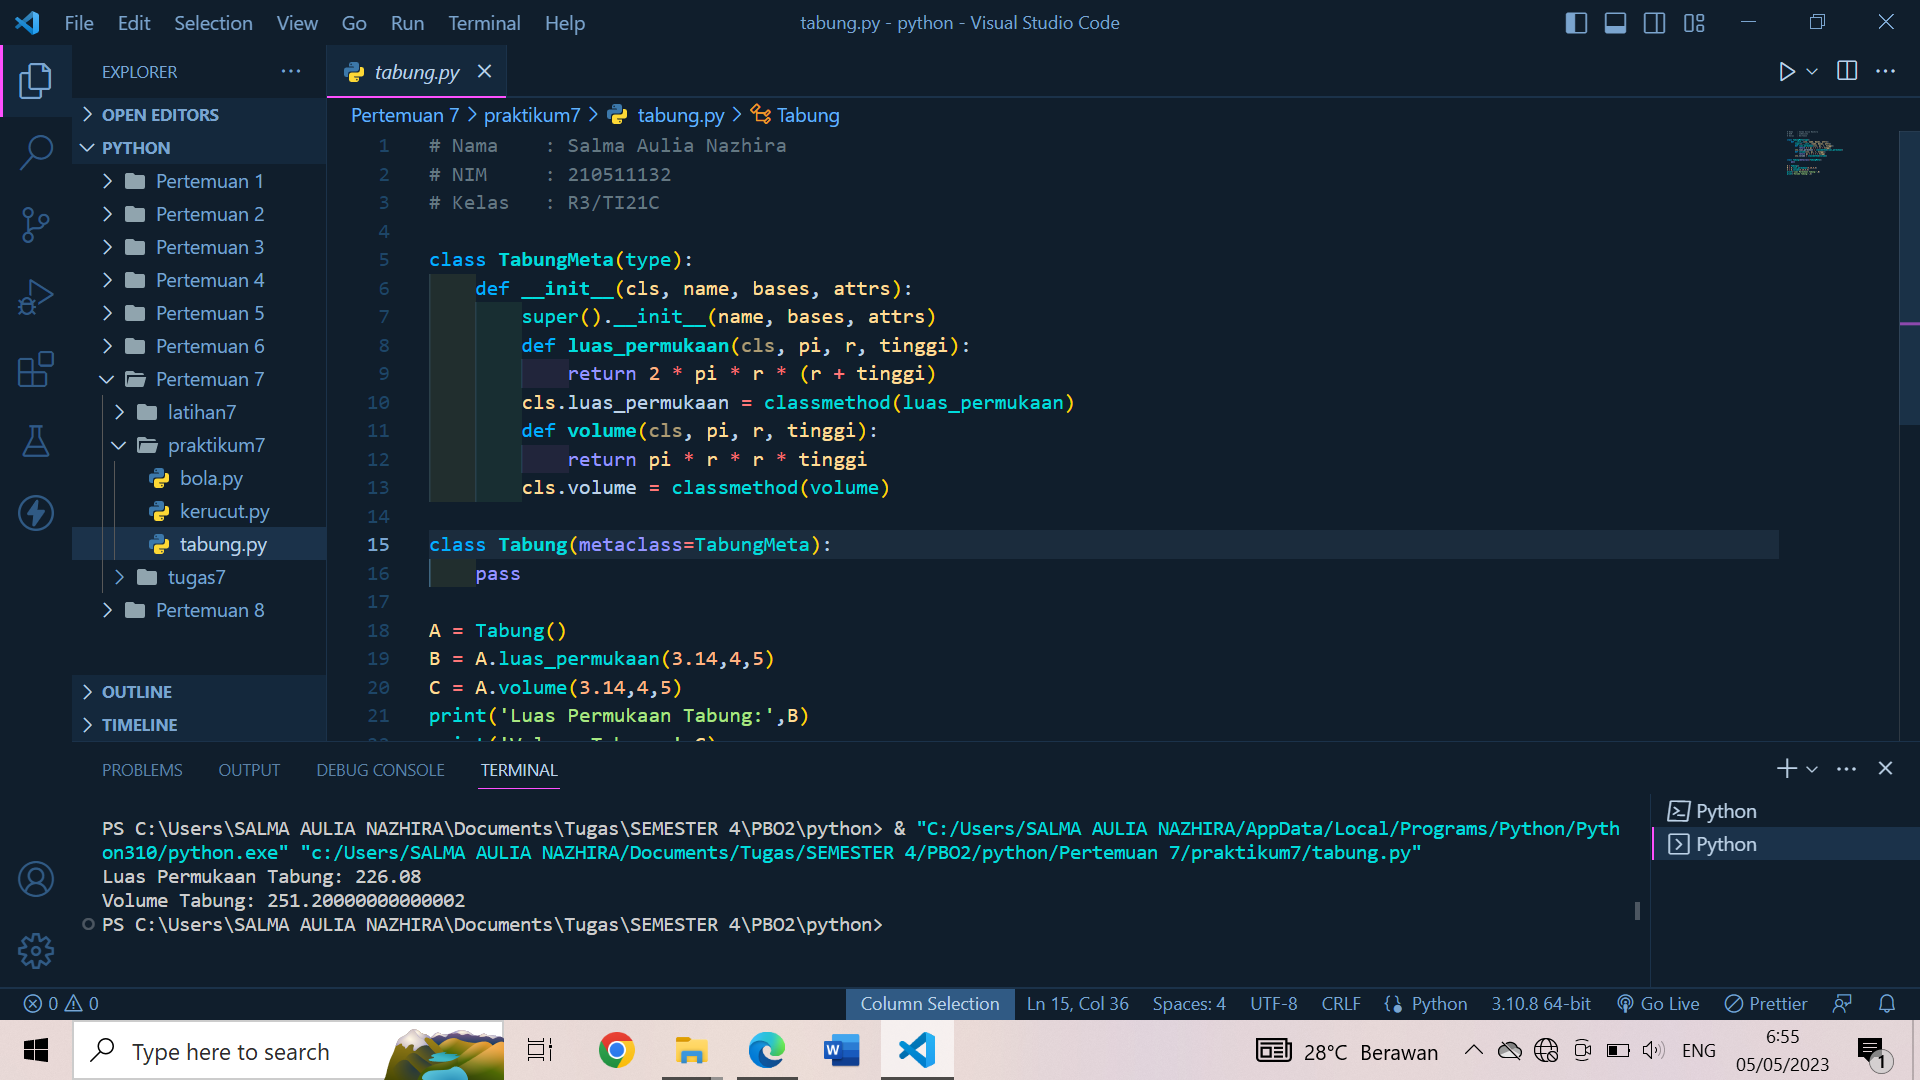 File Edit Selection View Go Run Terminal Help
tabung.py - python - Visual Studio Code
EXPLORER
OPEN EDITORS
PYTHON
Pertemuan 1
Pertemuan 2
Pertemuan 3
Pertemuan 4
Pertemuan 5
Pertemuan 6
Pertemuan 7
latihan7
praktikum7
bola.py
kerucut.py
tabung.py
tugas7
Pertemuan 8
OUTLINE
TIMELINE
tabung.py
Pertemuan 7 > praktikum7 > tabung.py > Tabung
1 # Nama    : Salma Aulia Nazhira
2 # NIM     : 210511132
3 # Kelas   : R3/TI21C
4
5 class TabungMeta(type):
6     def __init__(cls, name, bases, attrs):
7         super().__init__(name, bases, attrs)
8         def luas_permukaan(cls, pi, r, tinggi):
9             return 2 * pi * r * (r + tinggi)
10         cls.luas_permukaan = classmethod(luas_permukaan)
11         def volume(cls, pi, r, tinggi):
12             return pi * r * r * tinggi
13         cls.volume = classmethod(volume)
14
15 class Tabung(metaclass=TabungMeta):
16     pass
17
18 A = Tabung()
19 B = A.luas_permukaan(3.14,4,5)
20 C = A.volume(3.14,4,5)
21 print('Luas Permukaan Tabung:',B)
PROBLEMS OUTPUT DEBUG CONSOLE TERMINAL
PS C:\Users\SALMA AULIA NAZHIRA\Documents\Tugas\SEMESTER 4\PBO2\python> & "C:/Users/SALMA AULIA NAZHIRA/AppData/Local/Programs/Python/Pyth
on310/python.exe" "c:/Users/SALMA AULIA NAZHIRA/Documents/Tugas/SEMESTER 4/PBO2/python/Pertemuan 7/praktikum7/tabung.py"
Luas Permukaan Tabung: 226.08
Volume Tabung: 251.20000000000002
PS C:\Users\SALMA AULIA NAZHIRA\Documents\Tugas\SEMESTER 4\PBO2\python>
Python
Python
0 0
Column Selection Ln 15, Col 36 Spaces: 4 UTF-8 CRLF Python 3.10.8 64-bit Go Live Prettier
Type here to search
28°C Berawan
ENG
6:55
05/05/2023
1